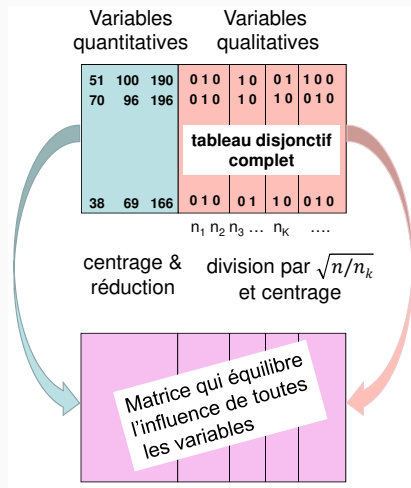 Variables quantitatives
Variables qualitatives
51 100 190 0 1 0 1 0 0 1 1 0 0
70 96 196 0 1 0 1 0 1 0 0 1 0
tableau disjonctif
complet
38 69 166 0 1 0 0 1 1 0 0 1 0
n₁ n₂ n₃ ... n_K ....
centrage &
réduction
division par √n/n_k
et centrage
Matrice qui équilibre
l'influence de toutes
les variables